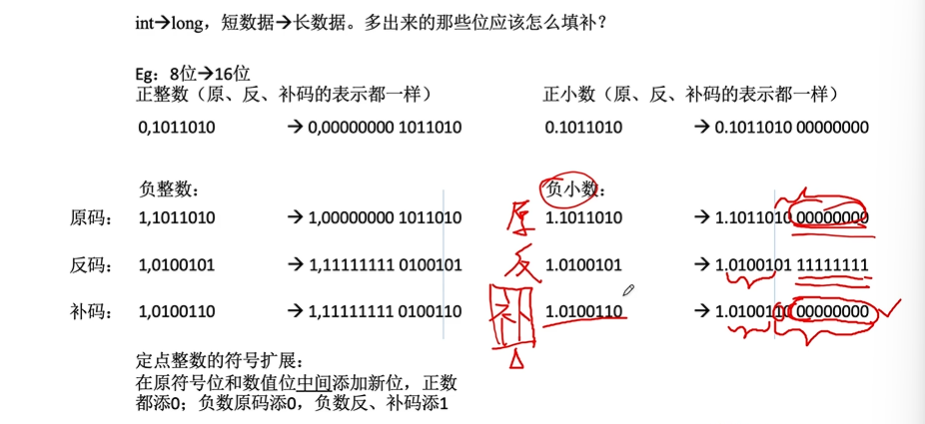 int→long，短数据→长数据。多出来的那些位应该怎么填补？
Eg：8位→16位
正整数（原、反、补码的表示都一样） 正小数（原、反、补码的表示都一样）
0,1011010 → 0,00000000 1011010 0.1011010 → 0.1011010 00000000
负整数： 负小数：
原码： 1,1011010 → 1,00000000 1011010 原 1.1011010 → 1.1011010 00000000
反码： 1,0100101 → 1,11111111 0100101 反 1.0100101 → 1.0100101 11111111
补码： 1,0100110 → 1,11111111 0100110 补 1.0100110 → 1.0100110 00000000
定点整数的符号扩展：
在原符号位和数值位中间添加新位，正数
都添0；负数原码添0，负数反、补码添1